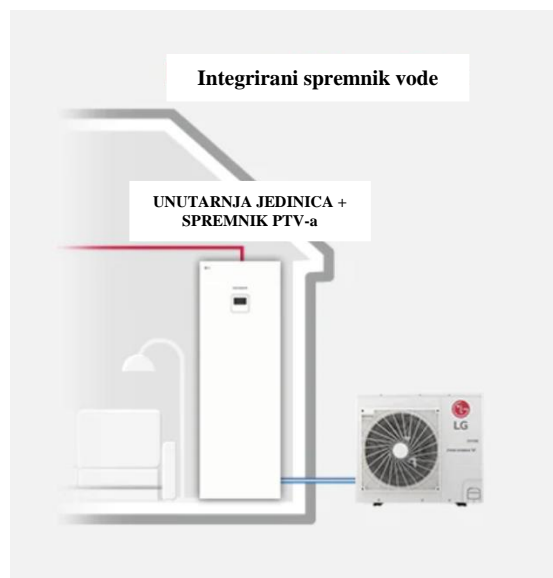 Integrirani spremnik vode
UNUTARNJA JEDINICA +
SPREMNIK PTV-a
LG